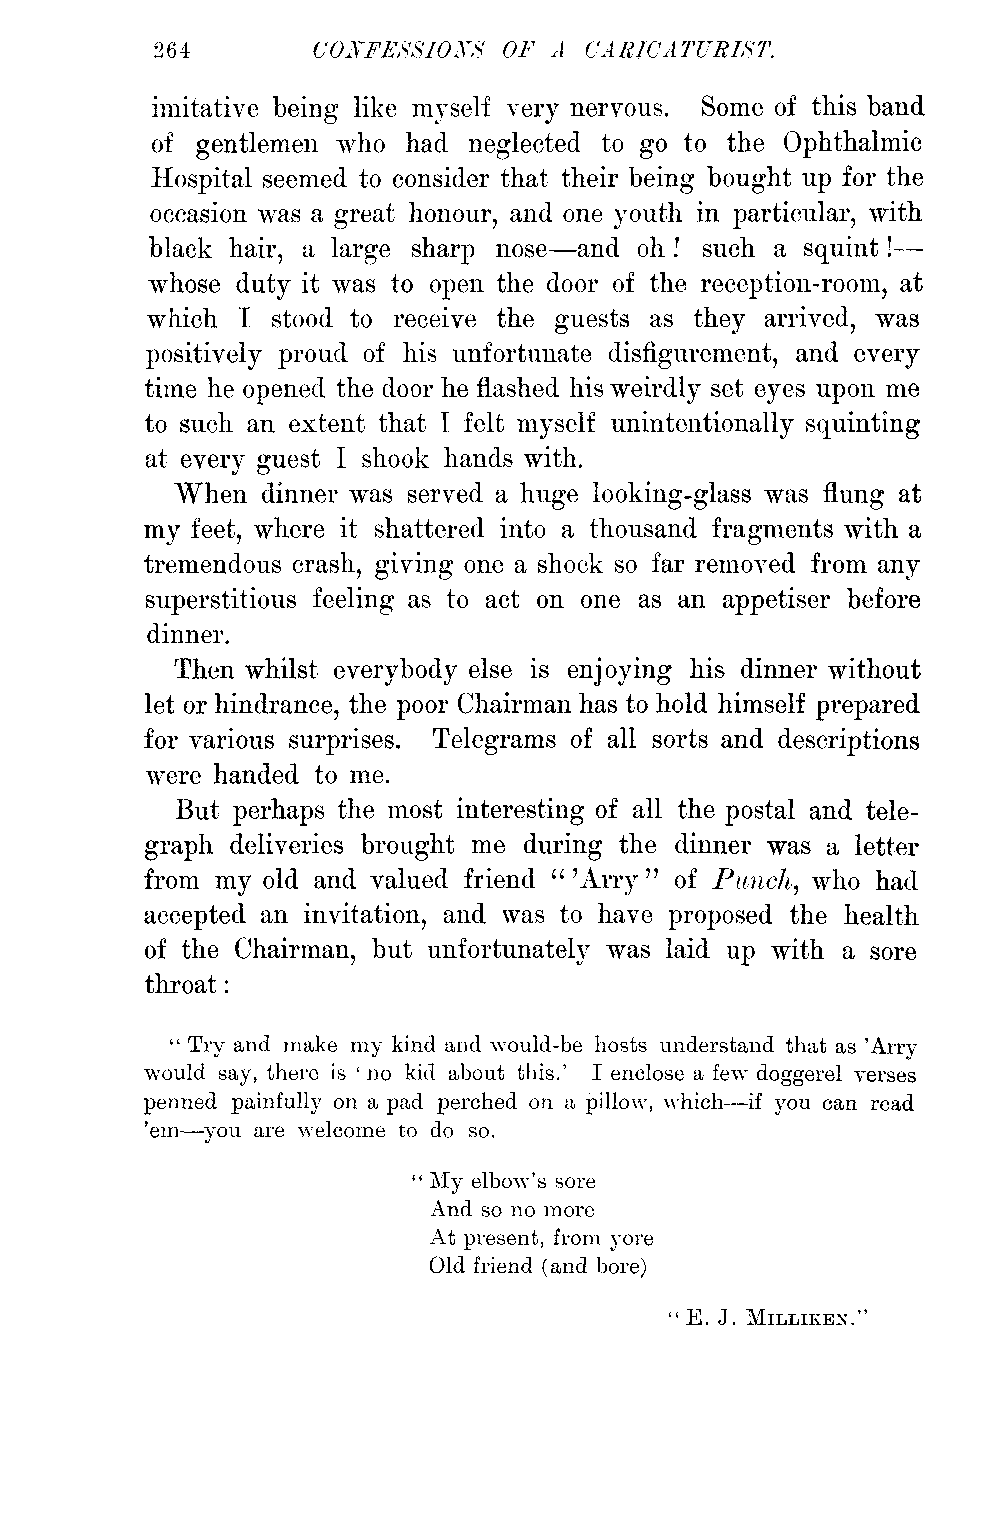 264 CONFESSIONS OF A CARICATURIST.
imitative being like myself very nervous. Some of this band
of gentlemen who had neglected to go to the Ophthalmic
Hospital seemed to consider that their being bought up for the
occasion was a great honour, and one youth in particular, with
black hair, a large sharp nose—and oh! such a squint!—
whose duty it was to open the door of the reception-room, at
which I stood to receive the guests as they arrived, was
positively proud of his unfortunate disfigurement, and every
time he opened the door he flashed his weirdly set eyes upon me
to such an extent that I felt myself unintentionally squinting
at every guest I shook hands with.
When dinner was served a huge looking-glass was flung at
my feet, where it shattered into a thousand fragments with a
tremendous crash, giving one a shock so far removed from any
superstitious feeling as to act on one as an appetiser before
dinner.
Then whilst everybody else is enjoying his dinner without
let or hindrance, the poor Chairman has to hold himself prepared
for various surprises. Telegrams of all sorts and descriptions
were handed to me.
But perhaps the most interesting of all the postal and tele-
graph deliveries brought me during the dinner was a letter
from my old and valued friend “’Arry” of Punch, who had
accepted an invitation, and was to have proposed the health
of the Chairman, but unfortunately was laid up with a sore
throat:
“Try and make my kind and would-be hosts understand that as ’Arry
would say, there is ‘no kid about this.’ I enclose a few doggerel verses
penned painfully on a pad perched on a pillow, which—if you can read
’em—you are welcome to do so.
“My elbow’s sore
And so no more
At present, from yore
Old friend (and bore)
“E. J. MILLIKEN.”